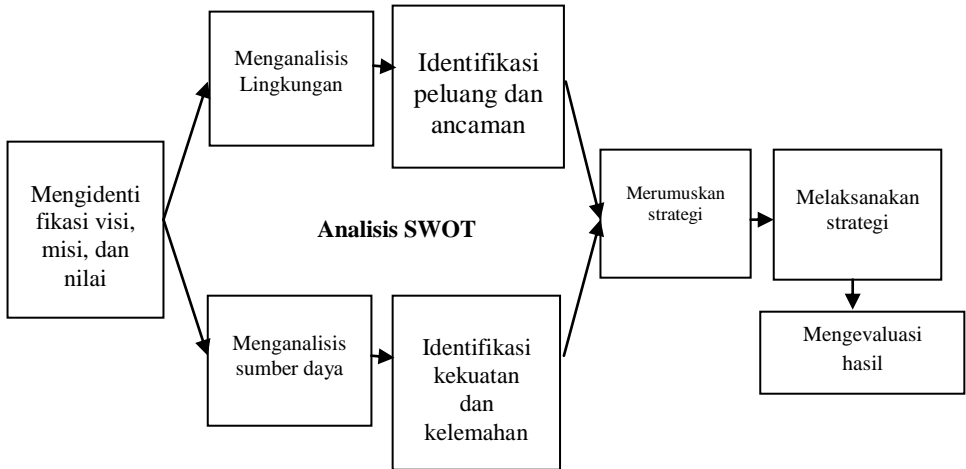 Mengidenti
fikasi visi,
misi, dan
nilai
Menganalisis
Lingkungan
Identifikasi
peluang dan
ancaman
Analisis SWOT
Menganalisis
sumber daya
Identifikasi
kekuatan
dan
kelemahan
Merumuskan
strategi
Melaksanakan
strategi
Mengevaluasi
hasil